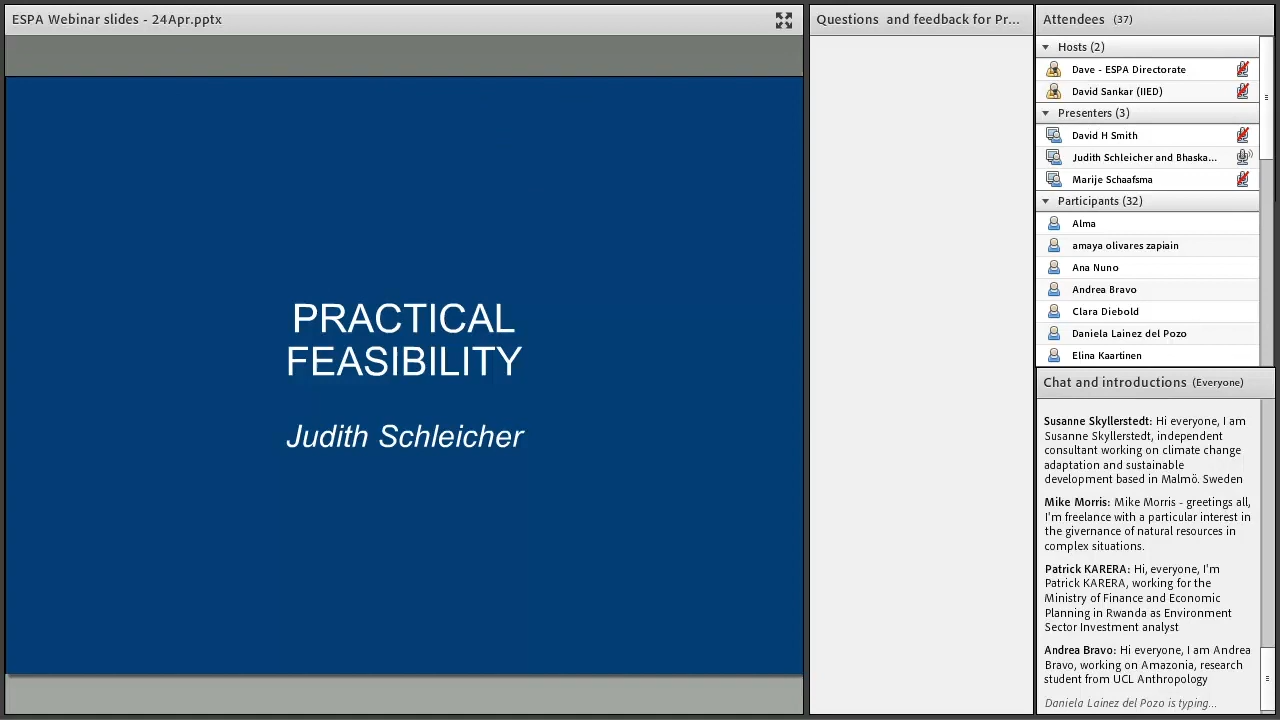 ESPA Webinar slides - 24Apr.pptx
PRACTICAL
FEASIBILITY
Judith Schleicher
Questions and feedback for Pr...
Attendees (37)
Hosts (2)
Dave - ESPA Directorate
David Sankar (IIED)
Presenters (3)
David H Smith
Judith Schleicher and Bhaska...
Marije Schaafsma
Participants (32)
Alma
amaya olivares zapiain
Ana Nuno
Andrea Bravo
Clara Diebold
Daniela Lainez del Pozo
Elina Kaartinen
Chat and introductions (Everyone)
Susanne Skyllerstedt: Hi everyone, I am
Susanne Skyllerstedt, independent
consultant working on climate change
adaptation and sustainable
development based in Malmö. Sweden
Mike Morris: Mike Morris - greetings all,
I'm freelance with a particular interest in
the givernance of natural resources in
complex situations.
Patrick KARERA: Hi, everyone, I'm
Patrick KARERA, working for the
Ministry of Finance and Economic
Planning in Rwanda as Environment
Sector Investment analyst
Andrea Bravo: Hi everyone, I am Andrea
Bravo, working on Amazonia, research
student from UCL Anthropology
Daniela Lainez del Pozo is typing...